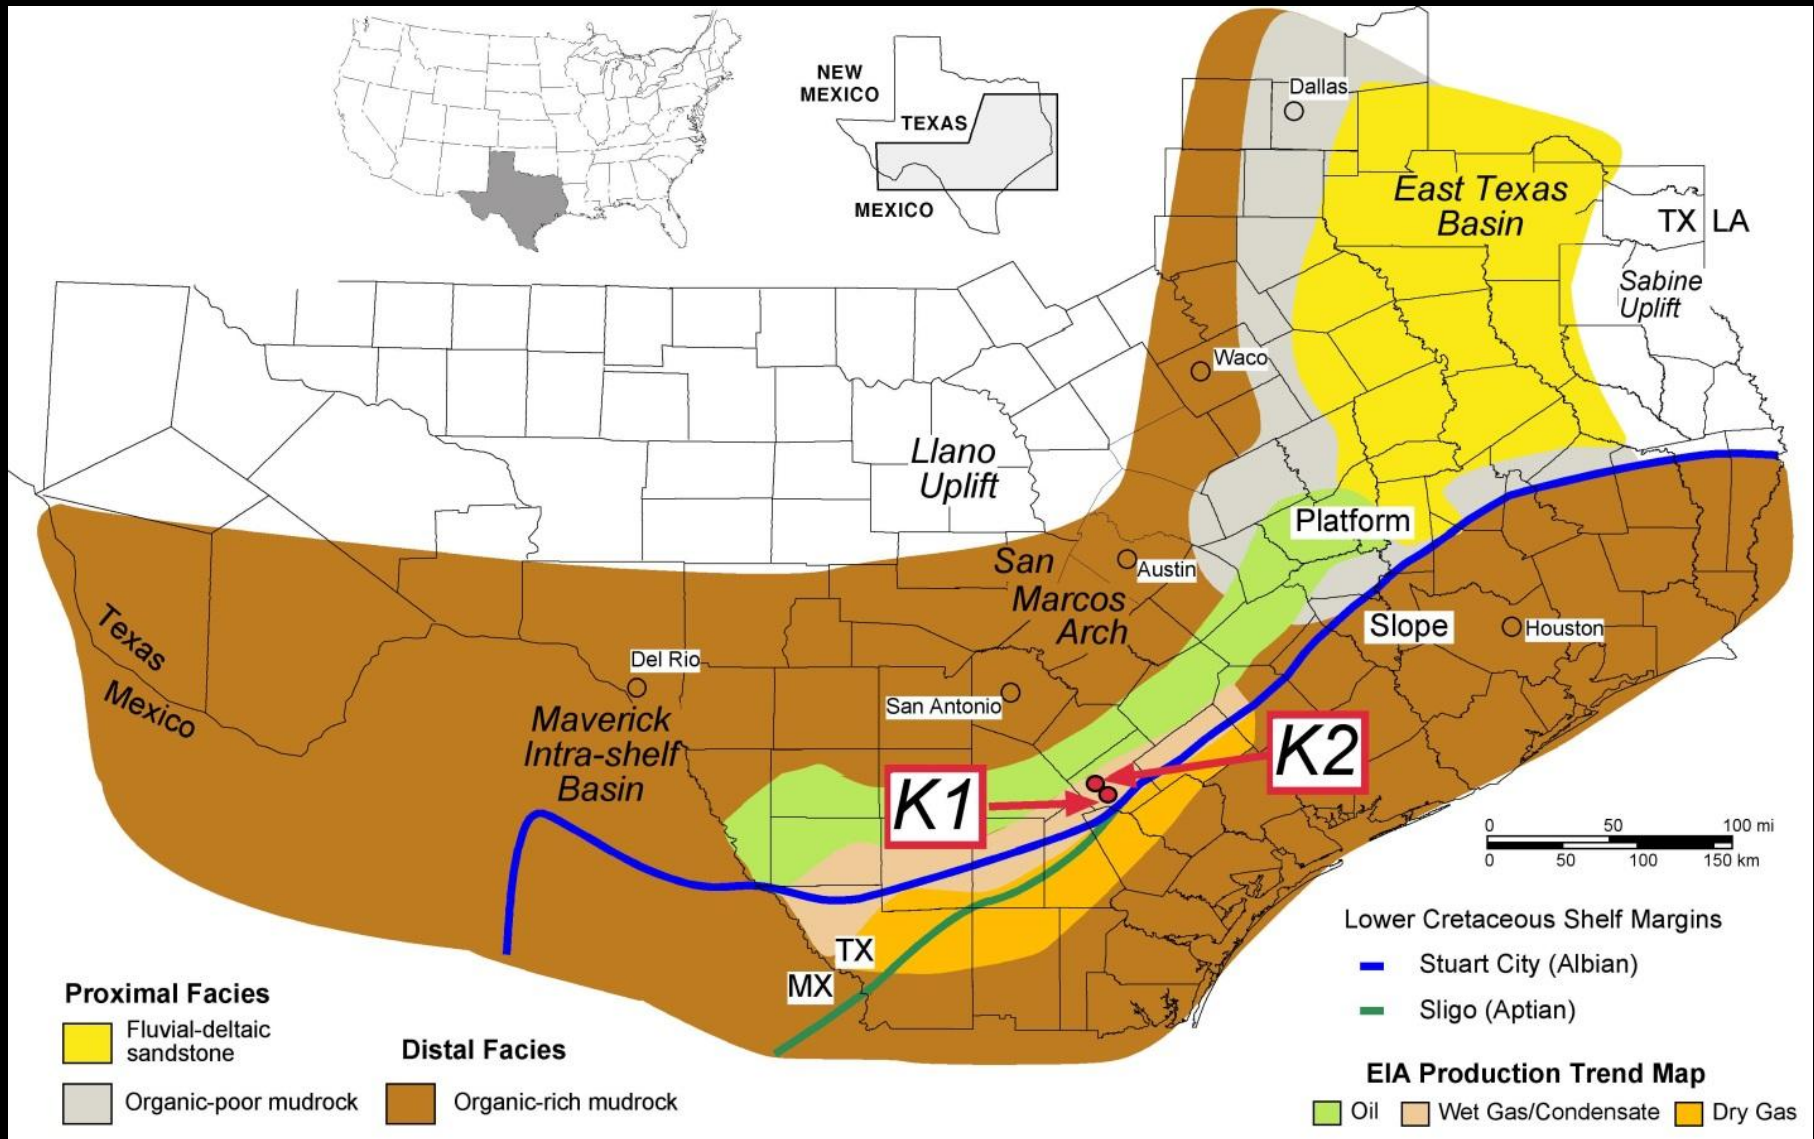 NEW
MEXICO
TEXAS
MEXICO
Dallas
East Texas
Basin
TX LA
Sabine
Uplift
Waco
Llano
Uplift
Platform
San
Marcos
Arch
Austin
Slope
Houston
Texas
Mexico
Del Rio
San Antonio
Maverick
Intra-shelf
Basin
K1
K2
TX
MX
0 50 100 mi
0 50 100 150 km
Lower Cretaceous Shelf Margins
Stuart City (Albian)
Sligo (Aptian)
Proximal Facies
Fluvial-deltaic
sandstone
Organic-poor mudrock
Distal Facies
Organic-rich mudrock
EIA Production Trend Map
Oil
Wet Gas/Condensate
Dry Gas